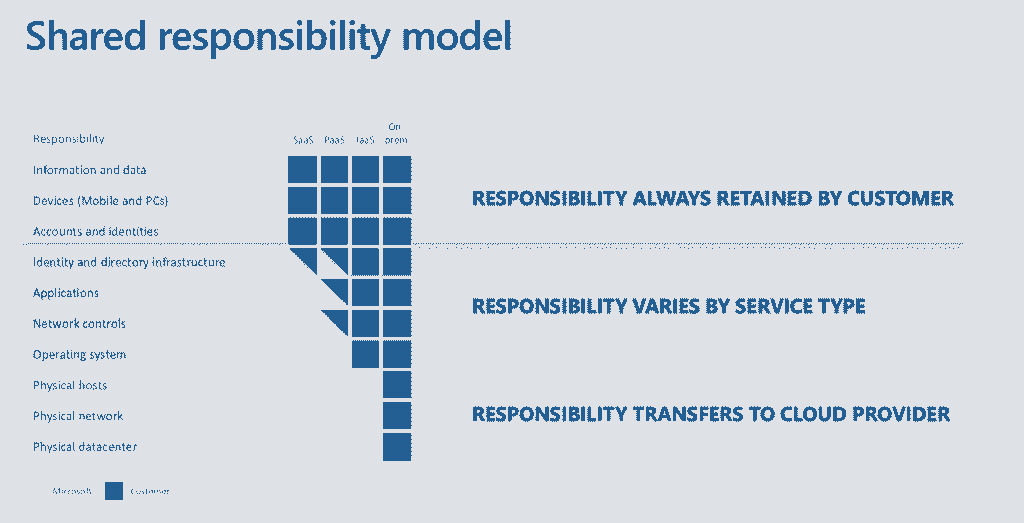 Shared responsibility model
Responsibility
SaaS
PaaS
IaaS
On
prem
Information and data
Devices (Mobile and PCs)
Accounts and identities
Identity and directory infrastructure
Applications
Network controls
Operating system
Physical hosts
Physical network
Physical datacenter
RESPONSIBILITY ALWAYS RETAINED BY CUSTOMER
RESPONSIBILITY VARIES BY SERVICE TYPE
RESPONSIBILITY TRANSFERS TO CLOUD PROVIDER
Microsoft
Customer